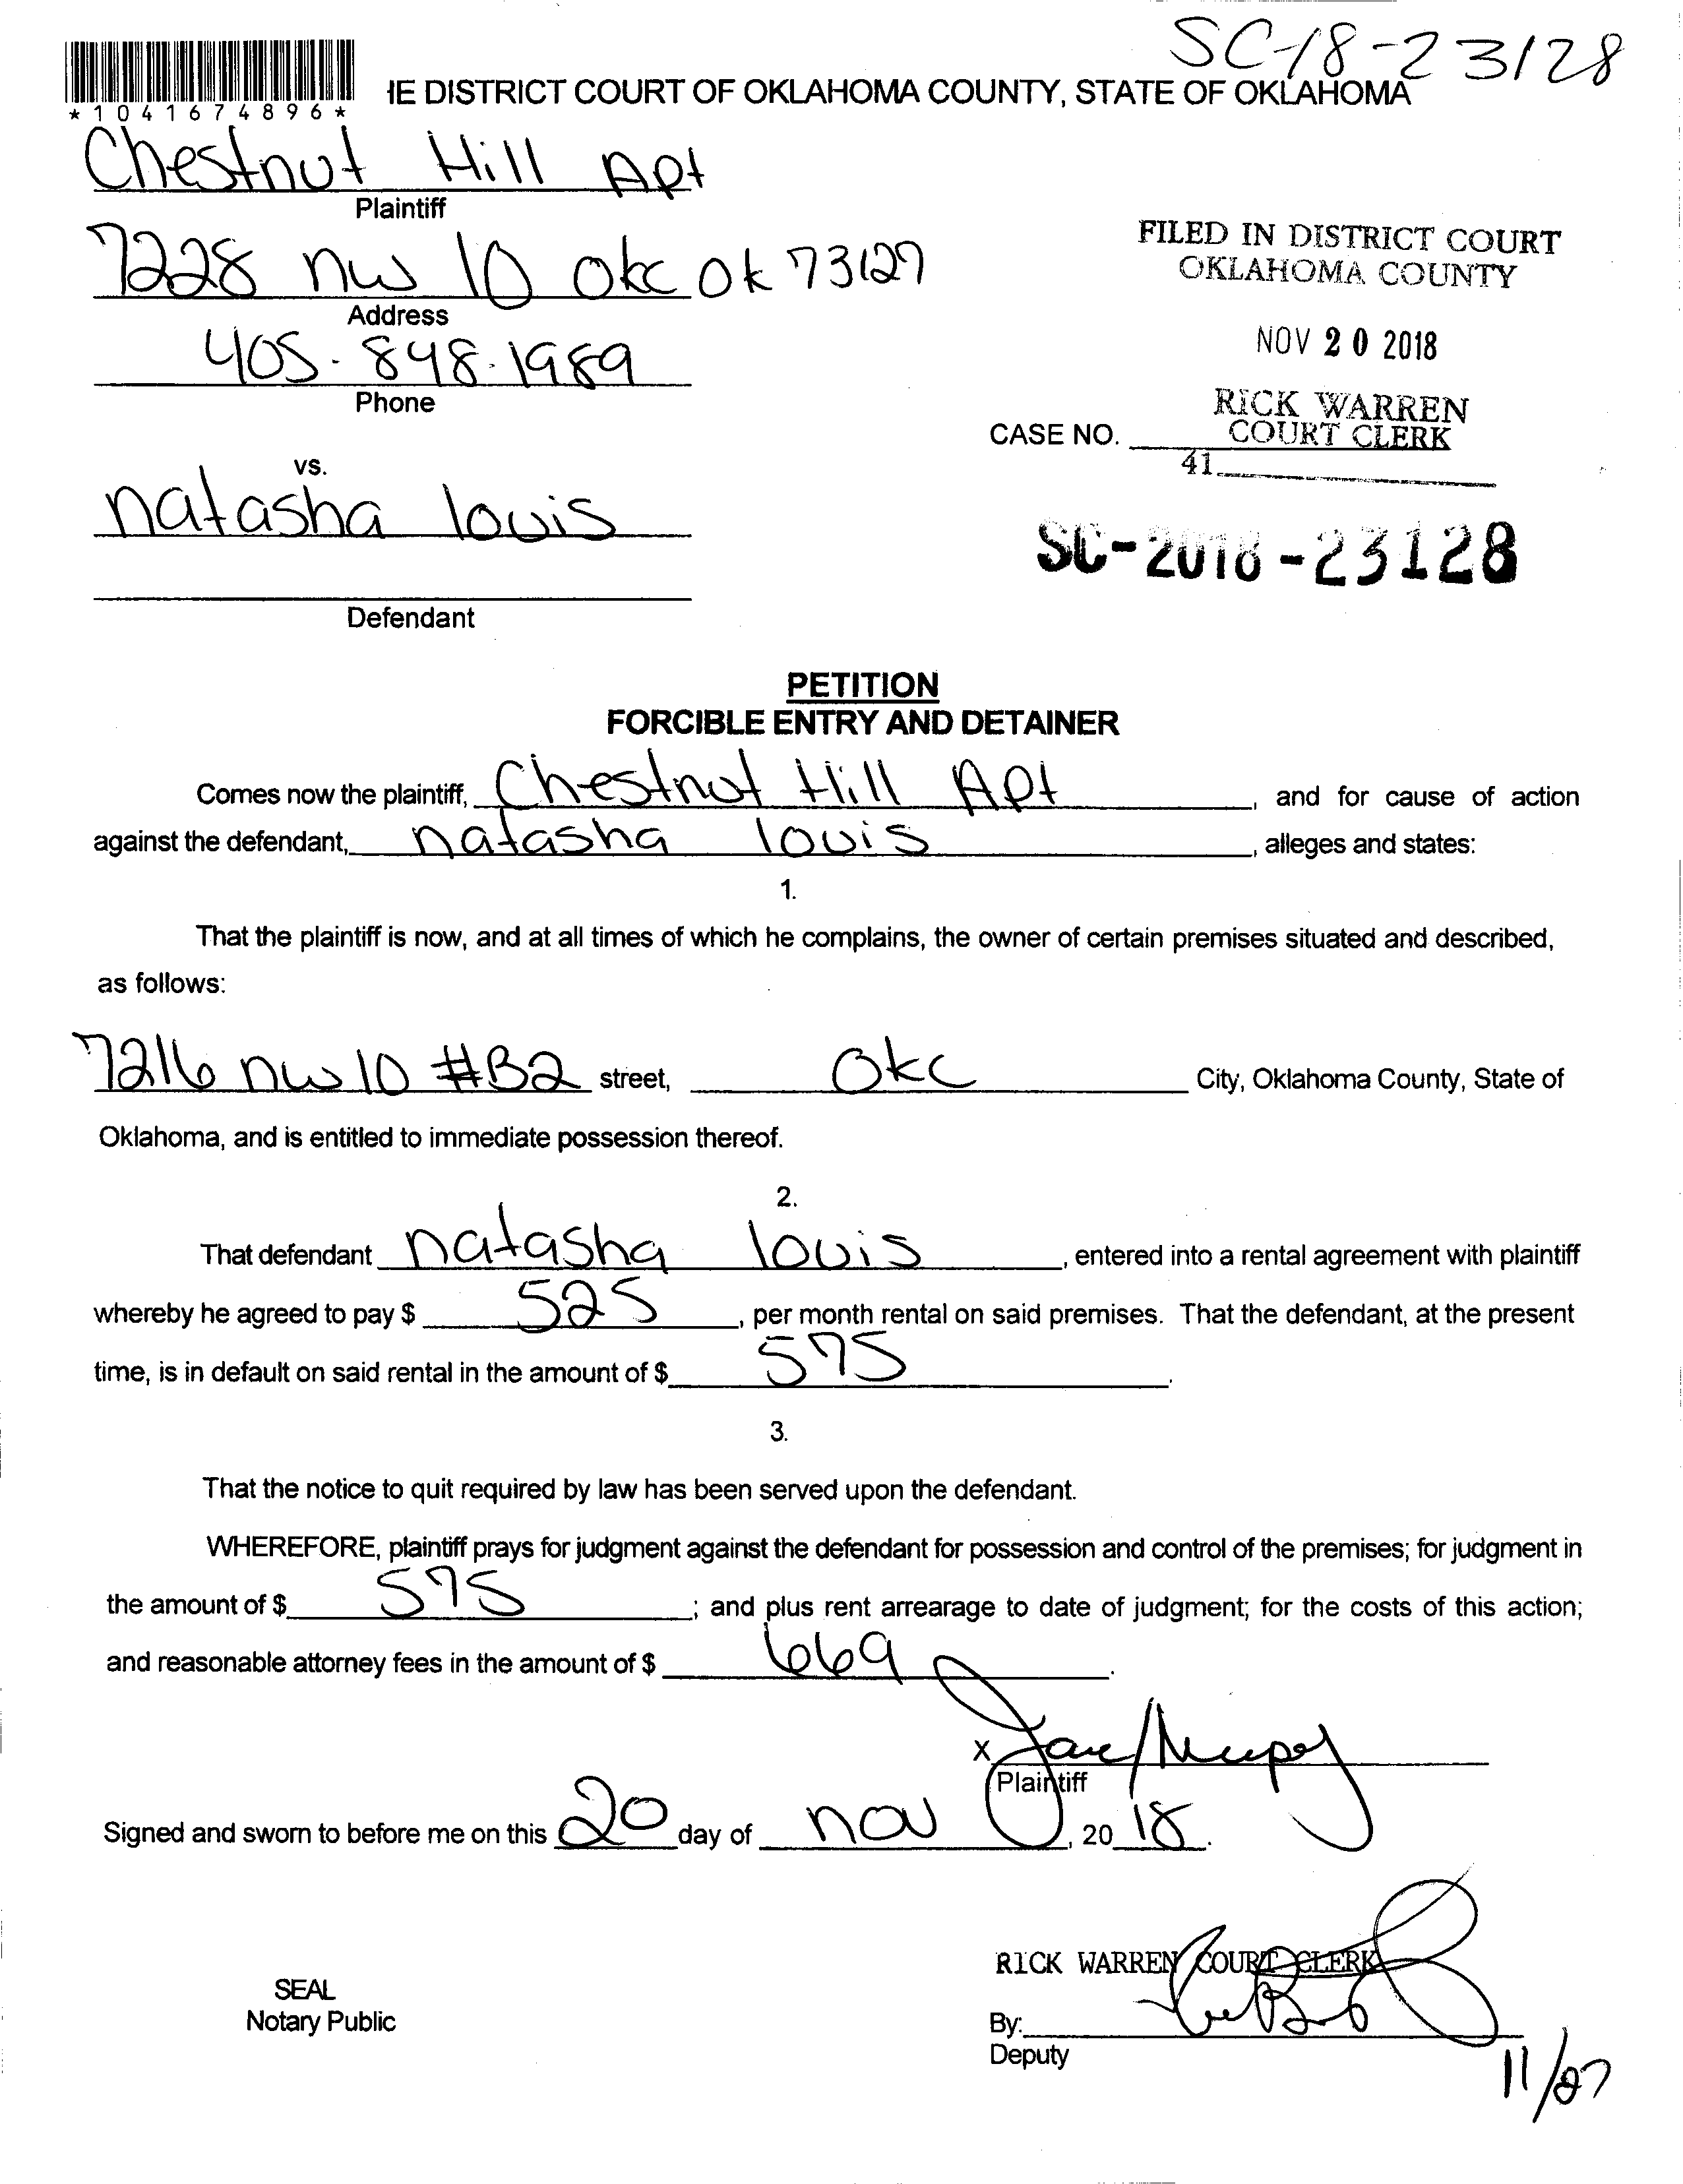 SC-18-23128
*1041674896*
IE DISTRICT COURT OF OKLAHOMA COUNTY, STATE OF OKLAHOMA
Chestnut Hill Apt
Plaintiff
7228 nw 10 okc ok 73127
Address
405-848-1989
Phone
FILED IN DISTRICT COURT
OKLAHOMA COUNTY
NOV 20 2018
RICK WARREN
COURT CLERK
CASE NO.
41
vs.
natasha louis
SC-2018-23128
Defendant
PETITION
FORCIBLE ENTRY AND DETAINER
Comes now the plaintiff, Chestnut Hill Apt, and for cause of action
against the defendant, natasha louis, alleges and states:
1.
That the plaintiff is now, and at all times of which he complains, the owner of certain premises situated and described,
as follows:
7216 nw 10 #B2 street, Okc City, Oklahoma County, State of
Oklahoma, and is entitled to immediate possession thereof.
2.
That defendant natasha louis, entered into a rental agreement with plaintiff
whereby he agreed to pay $ 525, per month rental on said premises. That the defendant, at the present
time, is in default on said rental in the amount of $ 575.
3.
That the notice to quit required by law has been served upon the defendant.
WHEREFORE, plaintiff prays for judgment against the defendant for possession and control of the premises; for judgment in
the amount of $ 575; and plus rent arrearage to date of judgment; for the costs of this action;
and reasonable attorney fees in the amount of $ 669.
X
Plaintiff
Signed and sworn to before me on this 20 day of nov, 20 18.
RICK WARREN COURT CLERK
SEAL
Notary Public
By:
Deputy
11/27